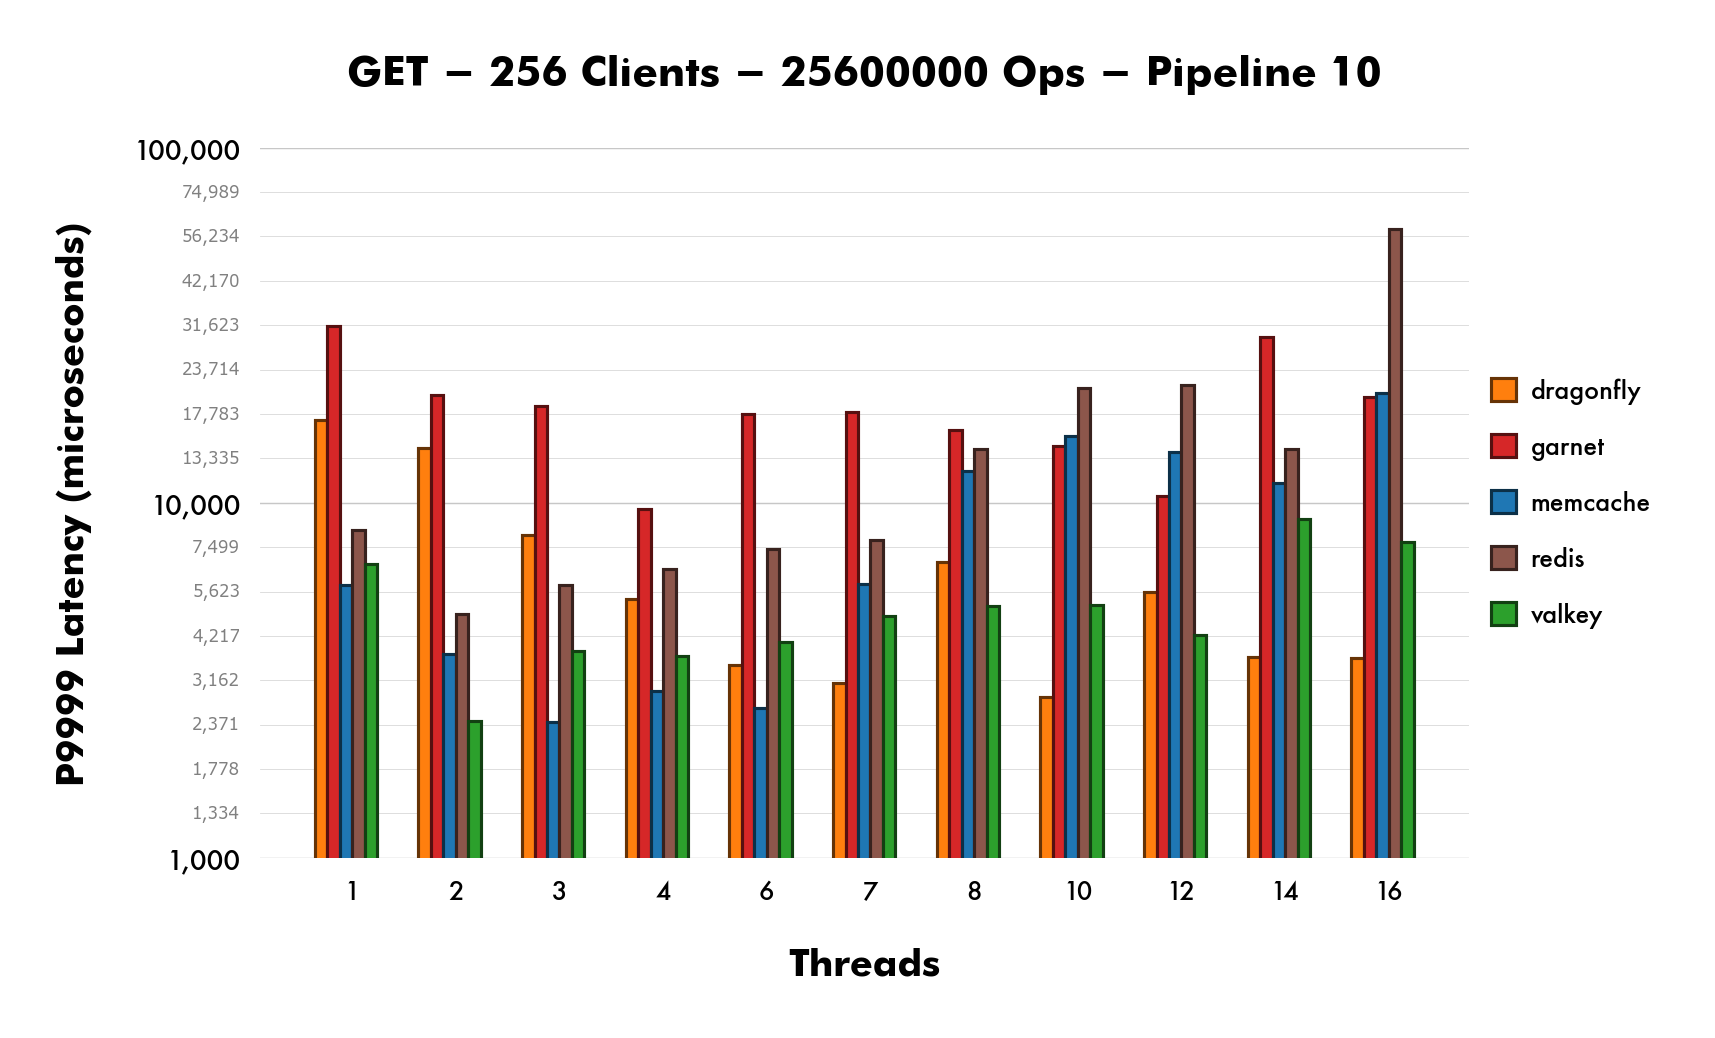 GET – 256 Clients – 25600000 Ops – Pipeline 10
P9999 Latency (microseconds)
100,000
74,989
56,234
42,170
31,623
23,714
17,783
13,335
10,000
7,499
5,623
4,217
3,162
2,371
1,778
1,334
1,000
1 2 3 4 6 7 8 10 12 14 16
Threads
dragonfly
garnet
memcache
redis
valkey